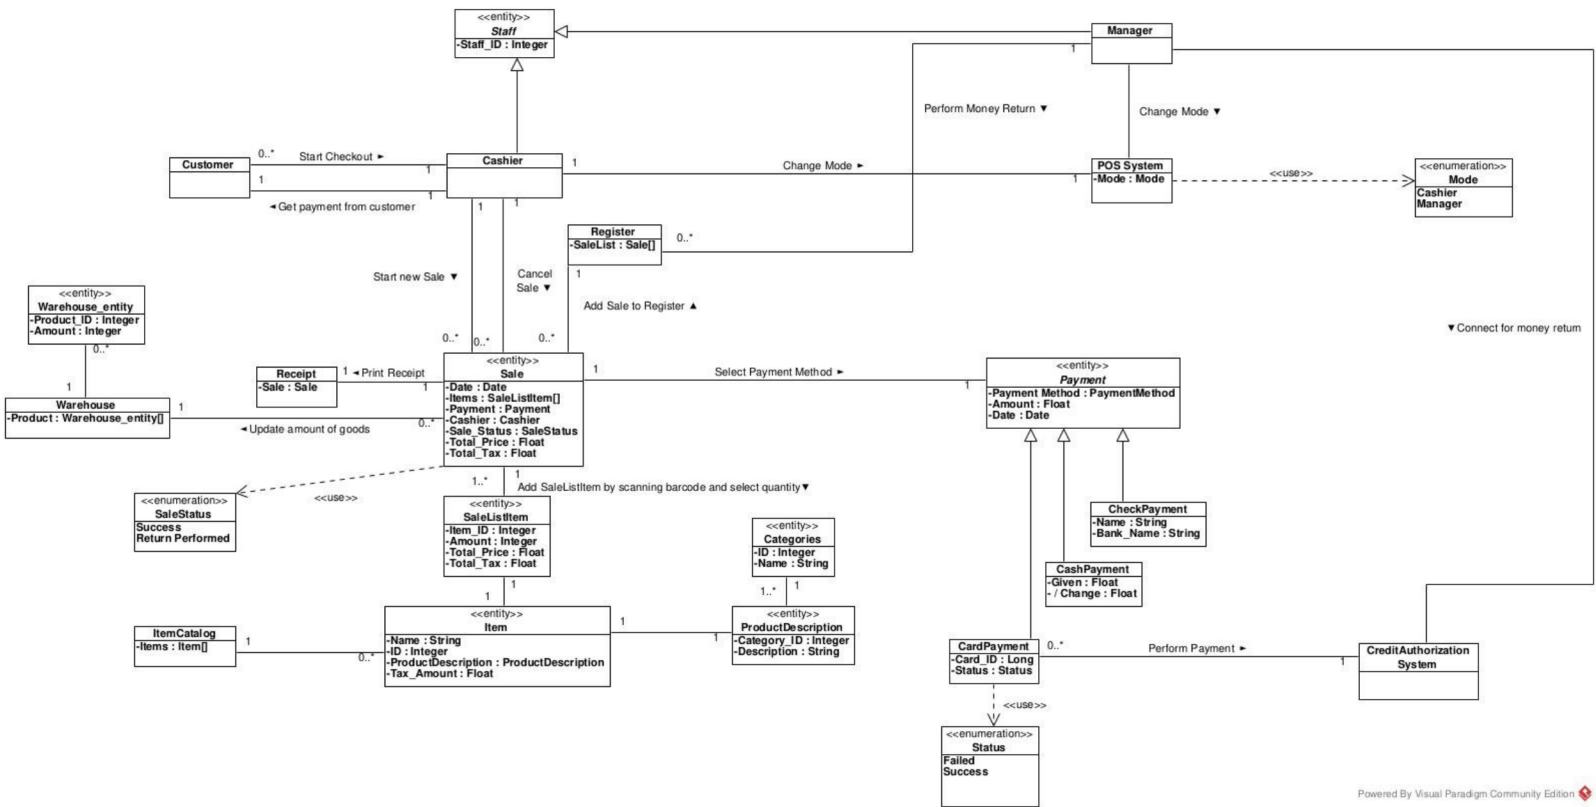 <<entity>>
Staff
-Staff_ID : Integer
Manager
1
Perform Money Return ▼
Change Mode ▼
Customer
0..*
Start Checkout ►
1
Cashier
1
Change Mode ►
1
POS System
-Mode : Mode
<<use>>
<<enumeration>>
Mode
Cashier
Manager
1
1
◄ Get payment from customer
1
1
Register
-SaleList : Sale[]
0..*
1
Start new Sale ▼
Cancel
Sale ▼
Add Sale to Register ▲
<<entity>>
Warehouse_entity
-Product_ID : Integer
-Amount : Integer
0..*
1
▼Connect for money return
0..*
0..*
0..*
Receipt
-Sale : Sale
1
◄ Print Receipt
1
<<entity>>
Sale
-Date : Date
-Items : SaleListItem[]
-Payment : Payment
-Cashier : Cashier
-Sale_Status : SaleStatus
-Total_Price : Float
-Total_Tax : Float
1
Select Payment Method ►
1
<<entity>>
Payment
-Payment Method : PaymentMethod
-Amount : Float
-Date : Date
Warehouse
-Product : Warehouse_entity[]
1
◄ Update amount of goods
0..*
<<use>>
<<enumeration>>
SaleStatus
Success
Return Performed
1..*
1
Add SaleListItem by scanning barcode and select quantity▼
<<entity>>
SaleListItem
-Item_ID : Integer
-Amount : Integer
-Total_Price : Float
-Total_Tax : Float
1
1
<<entity>>
Categories
-ID : Integer
-Name : String
1..*
1
CheckPayment
-Name : String
-Bank_Name : String
CashPayment
-Given : Float
- / Change : Float
ItemCatalog
-Items : Item[]
1
0..*
<<entity>>
Item
-Name : String
-ID : Integer
-ProductDescription : ProductDescription
-Tax_Amount : Float
1
1
<<entity>>
ProductDescription
-Category_ID : Integer
-Description : String
CardPayment
-Card_ID : Long
-Status : Status
0..*
Perform Payment ►
1
CreditAuthorization
System
<<use>>
<<enumeration>>
Status
Failed
Success
Powered By Visual Paradigm Community Edition